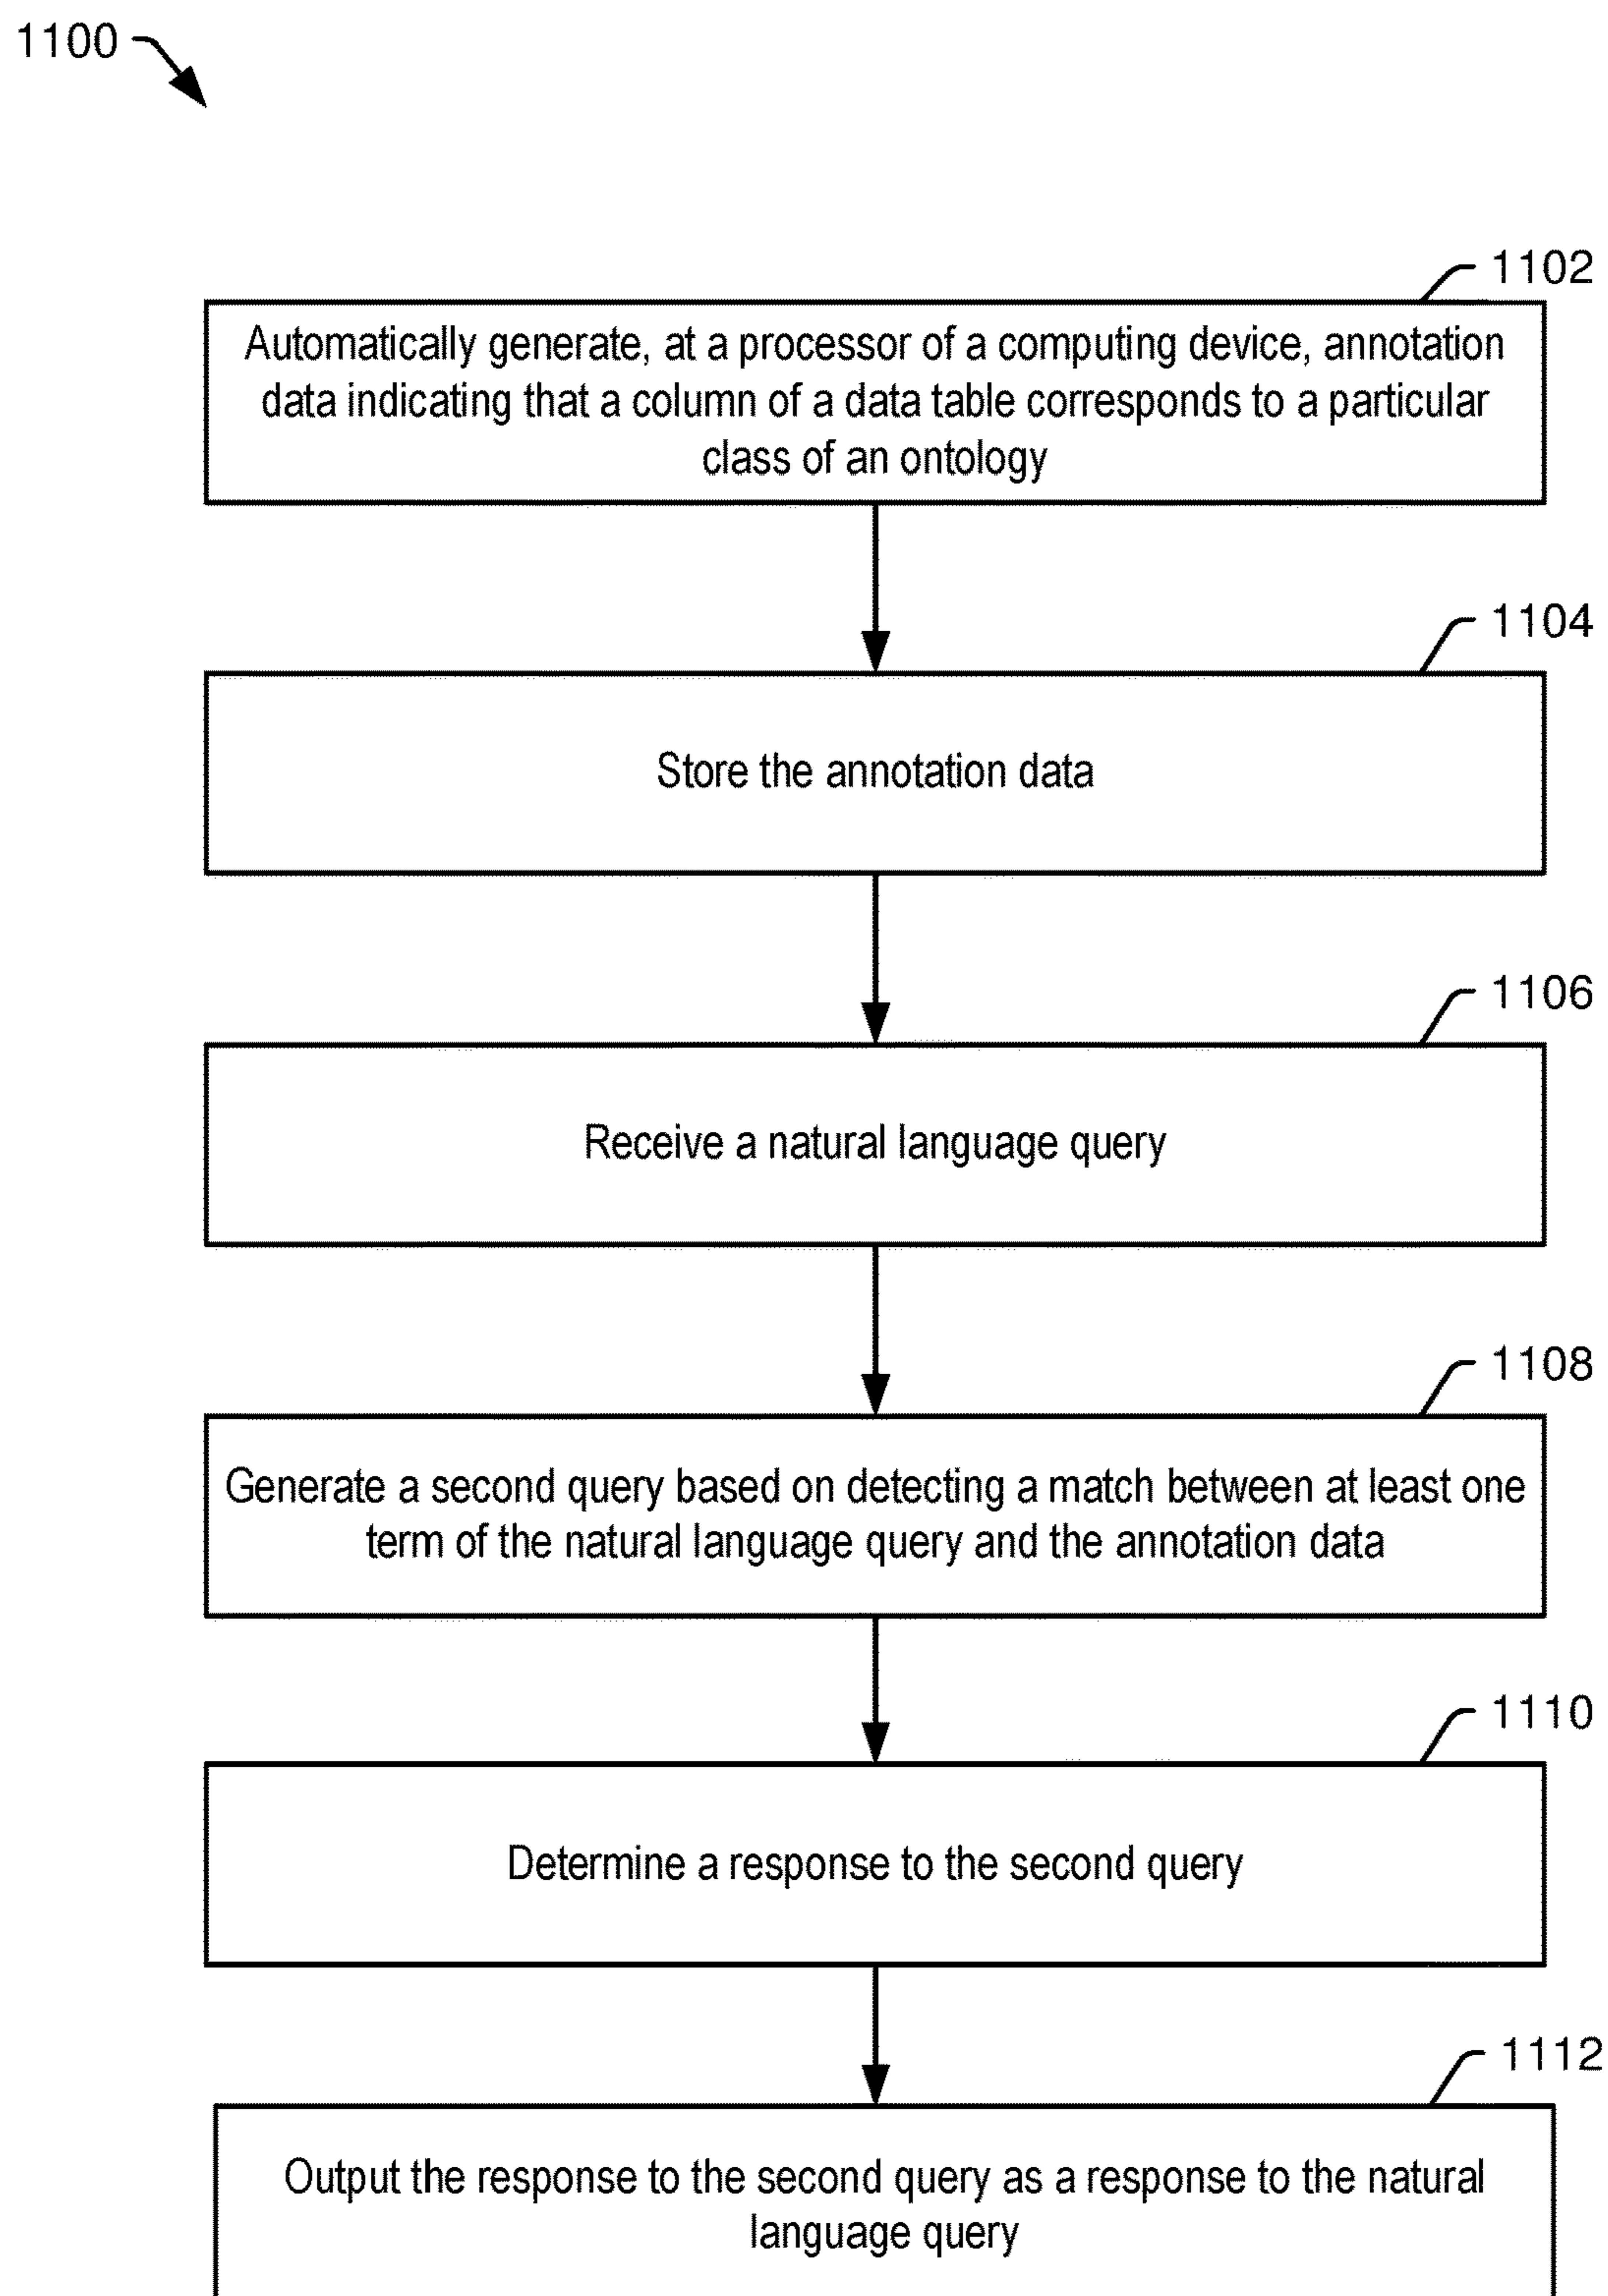 1100
1102
Automatically generate, at a processor of a computing device, annotation
data indicating that a column of a data table corresponds to a particular
class of an ontology
1104
Store the annotation data
1106
Receive a natural language query
1108
Generate a second query based on detecting a match between at least one
term of the natural language query and the annotation data
1110
Determine a response to the second query
1112
Output the response to the second query as a response to the natural
language query